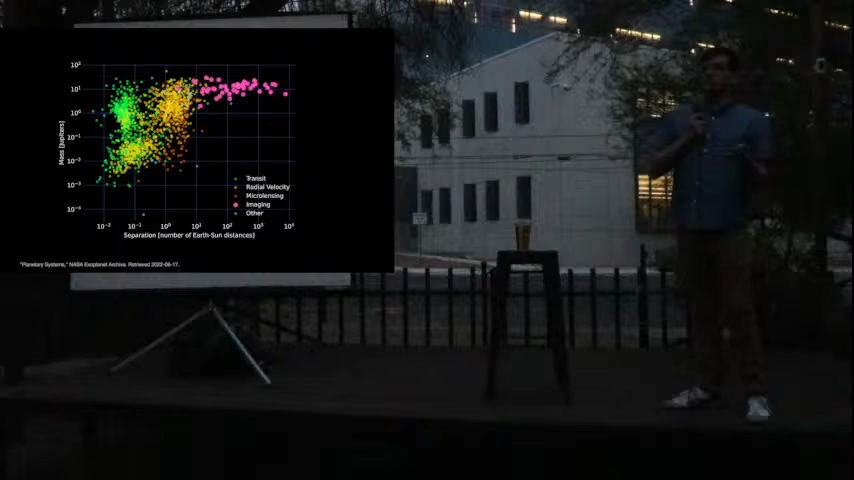 10²
10¹
10⁰
10⁻¹
10⁻²
10⁻³
10⁻⁴
Mass [Jupiters]
Transit
Radial Velocity
Microlensing
Imaging
Other
10⁻² 10⁻¹ 10⁰ 10¹ 10² 10³ 10⁴
Separation [number of Earth-Sun distances]
"Planetary Systems," NASA Exoplanet Archive. Retrieved 2022-06-17.